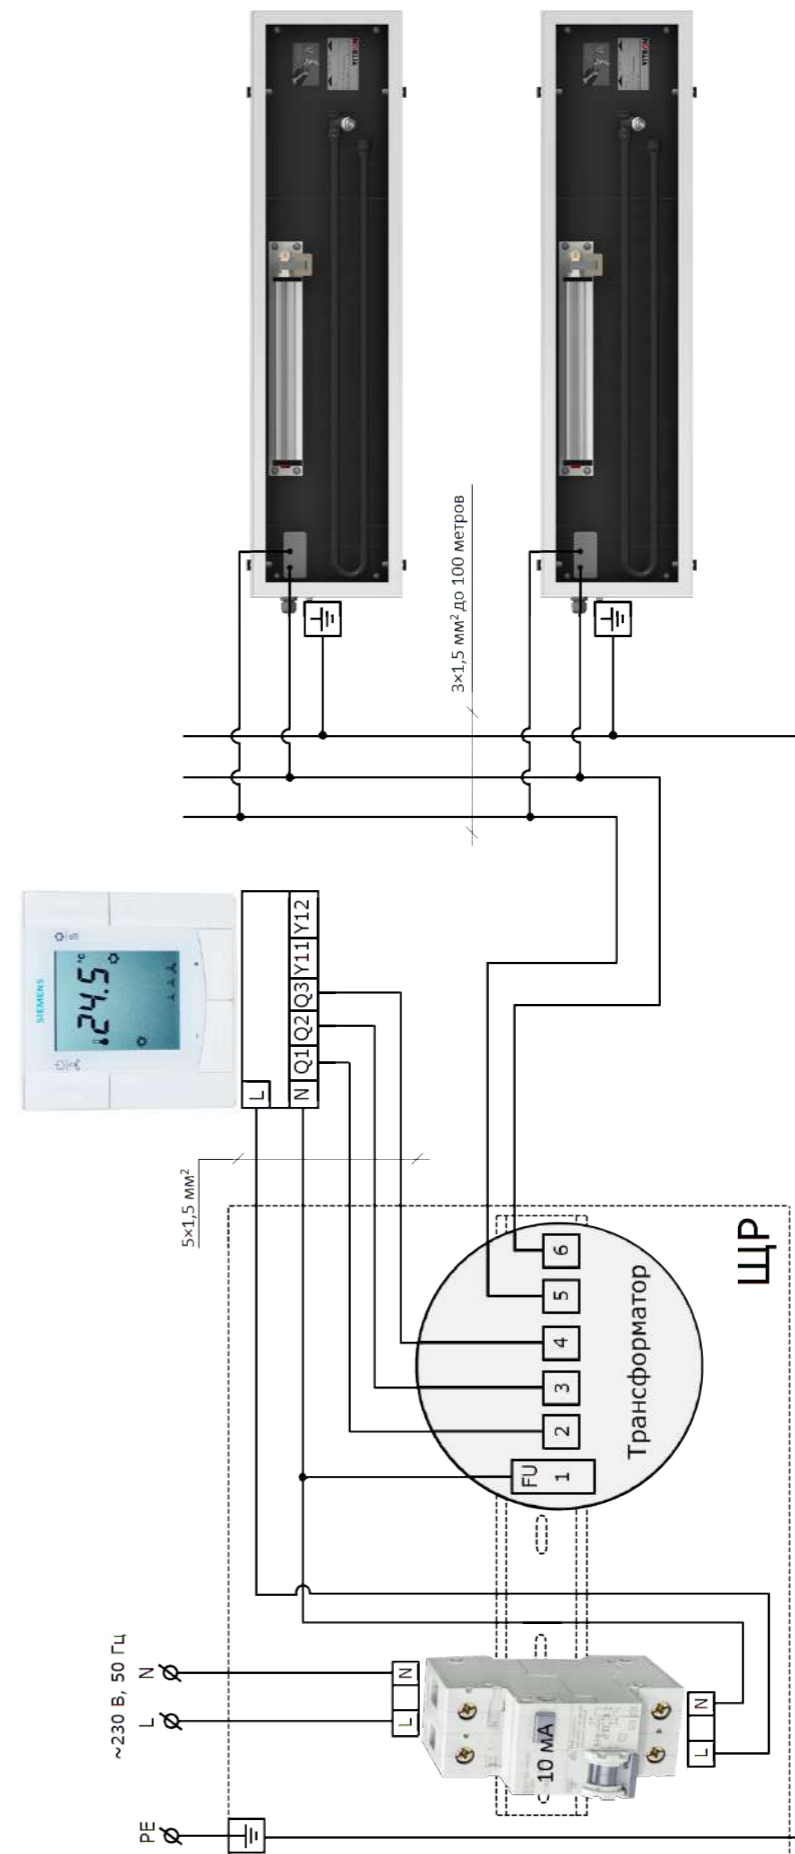 3×1,5 мм² до 100 метров
SIEMENS
24.5 °C
L
N Q1 Q2 Q3 Y11 Y12
5×1,5 мм²
ЩР
Трансформатор
FU
1 2 3 4 5 6
~230 В, 50 Гц
PE L N
L N
10 мА
L N